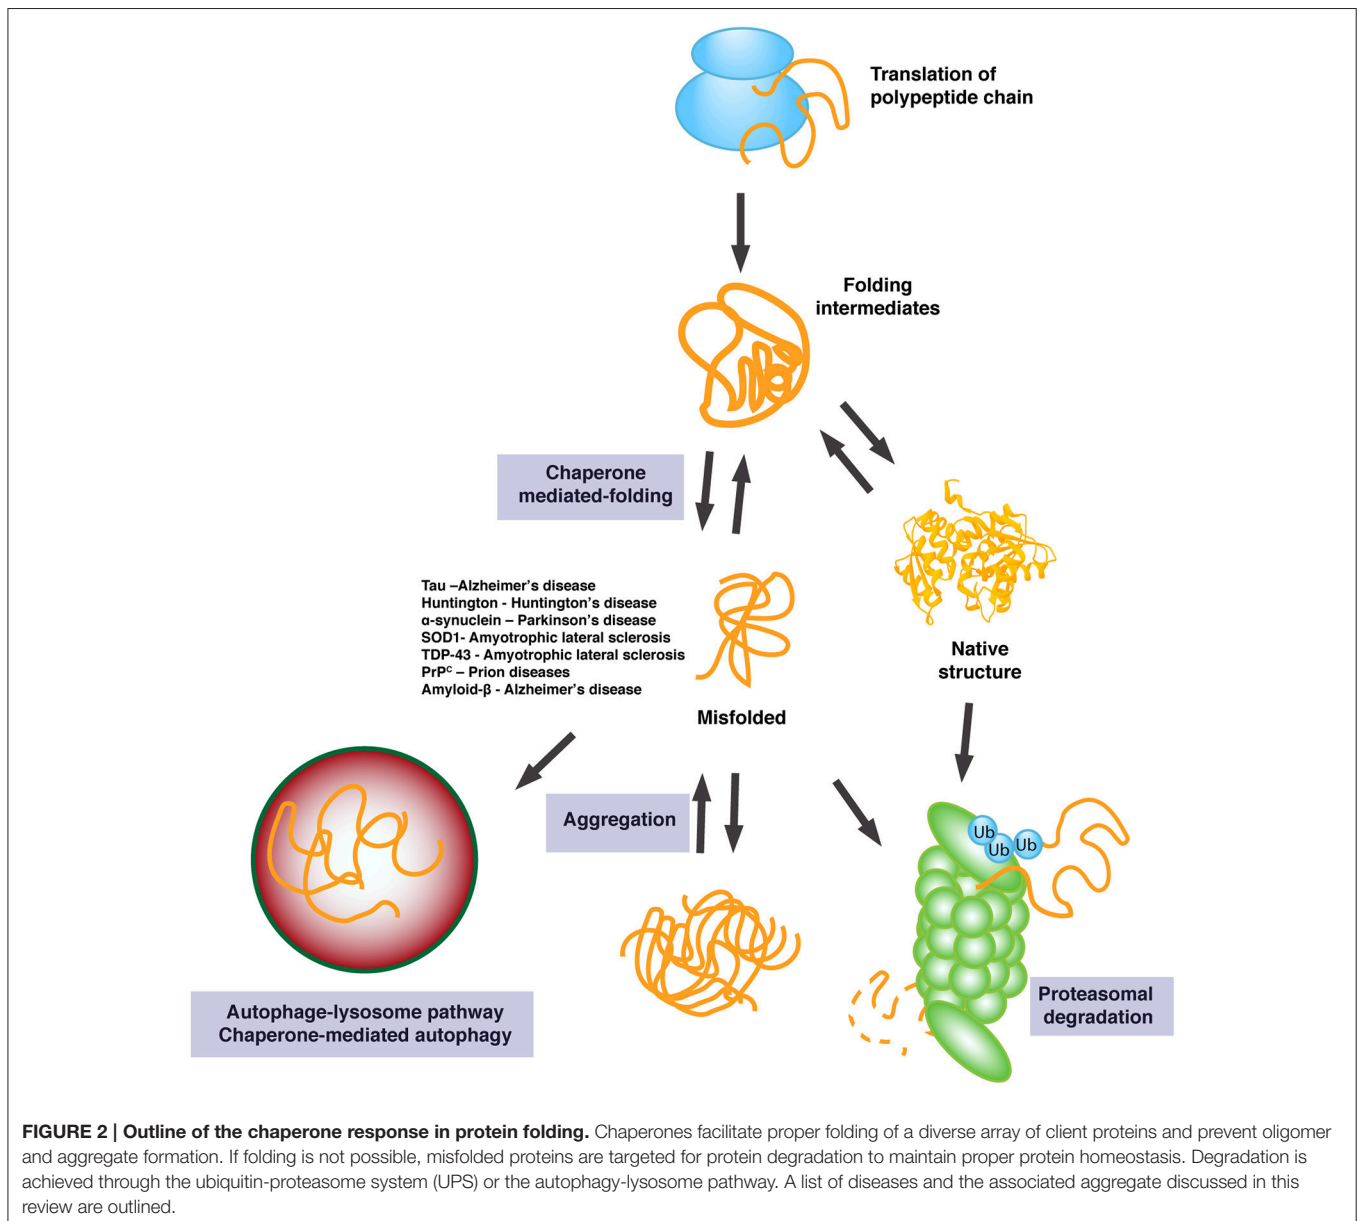 Translation of
polypeptide chain
Folding
intermediates
Chaperone
mediated-folding
Tau –Alzheimer's disease
Huntington - Huntington's disease
α-synuclein – Parkinson's disease
SOD1- Amyotrophic lateral sclerosis
TDP-43 - Amyotrophic lateral sclerosis
PrPᶜ – Prion diseases
Amyloid-β - Alzheimer's disease
Native
structure
Misfolded
Aggregation
Ub
Ub
Ub
Autophage-lysosome pathway
Chaperone-mediated autophagy
Proteasomal
degradation
FIGURE 2 | Outline of the chaperone response in protein folding. Chaperones facilitate proper folding of a diverse array of client proteins and prevent oligomer
and aggregate formation. If folding is not possible, misfolded proteins are targeted for protein degradation to maintain proper protein homeostasis. Degradation is
achieved through the ubiquitin-proteasome system (UPS) or the autophagy-lysosome pathway. A list of diseases and the associated aggregate discussed in this
review are outlined.